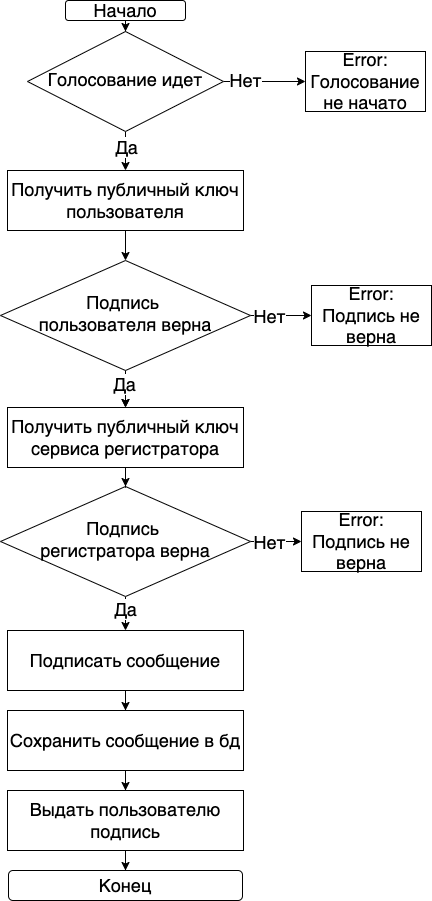 Начало
Голосование идет
Нет
Error:
Голосование
не начато
Да
Получить публичный ключ
пользователя
Подпись
пользователя верна
Нет
Error:
Подпись не
верна
Да
Получить публичный ключ
сервиса регистратора
Подпись
регистратора верна
Нет
Error:
Подпись не
верна
Да
Подписать сообщение
Сохранить сообщение в бд
Выдать пользователю
подпись
Конец